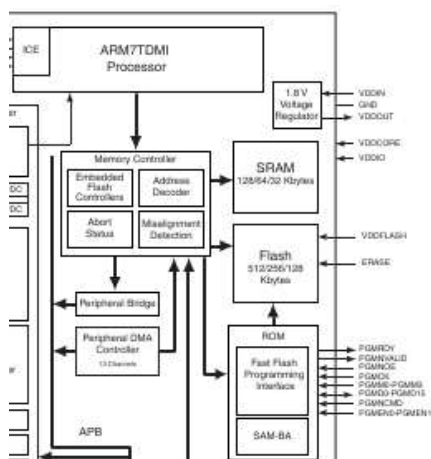 ICE
ARM7TDMI
Processor
1.8 V
Voltage
Regulator
VDDIN
GND
VDDOUT
VDDCORE
VDDIO
Memory Controller
Embedded
Flash
Controllers
Address
Decoder
Abort
Status
Misalignment
Detection
SRAM
128/64/32 Kbytes
Flash
512/256/128
Kbytes
VDDFLASH
ERASE
Peripheral Bridge
Peripheral DMA
Controller
13 Channels
ROM
Fast Flash
Programming
Interface
SAM-BA
PGMRDY
PGMNVALID
PGMNOE
PGMCK
PGMM0-PGMM3
PGMD0-PGMD15
PGMNCMD
PGMEN0-PGMEN1
APB
DC
DC